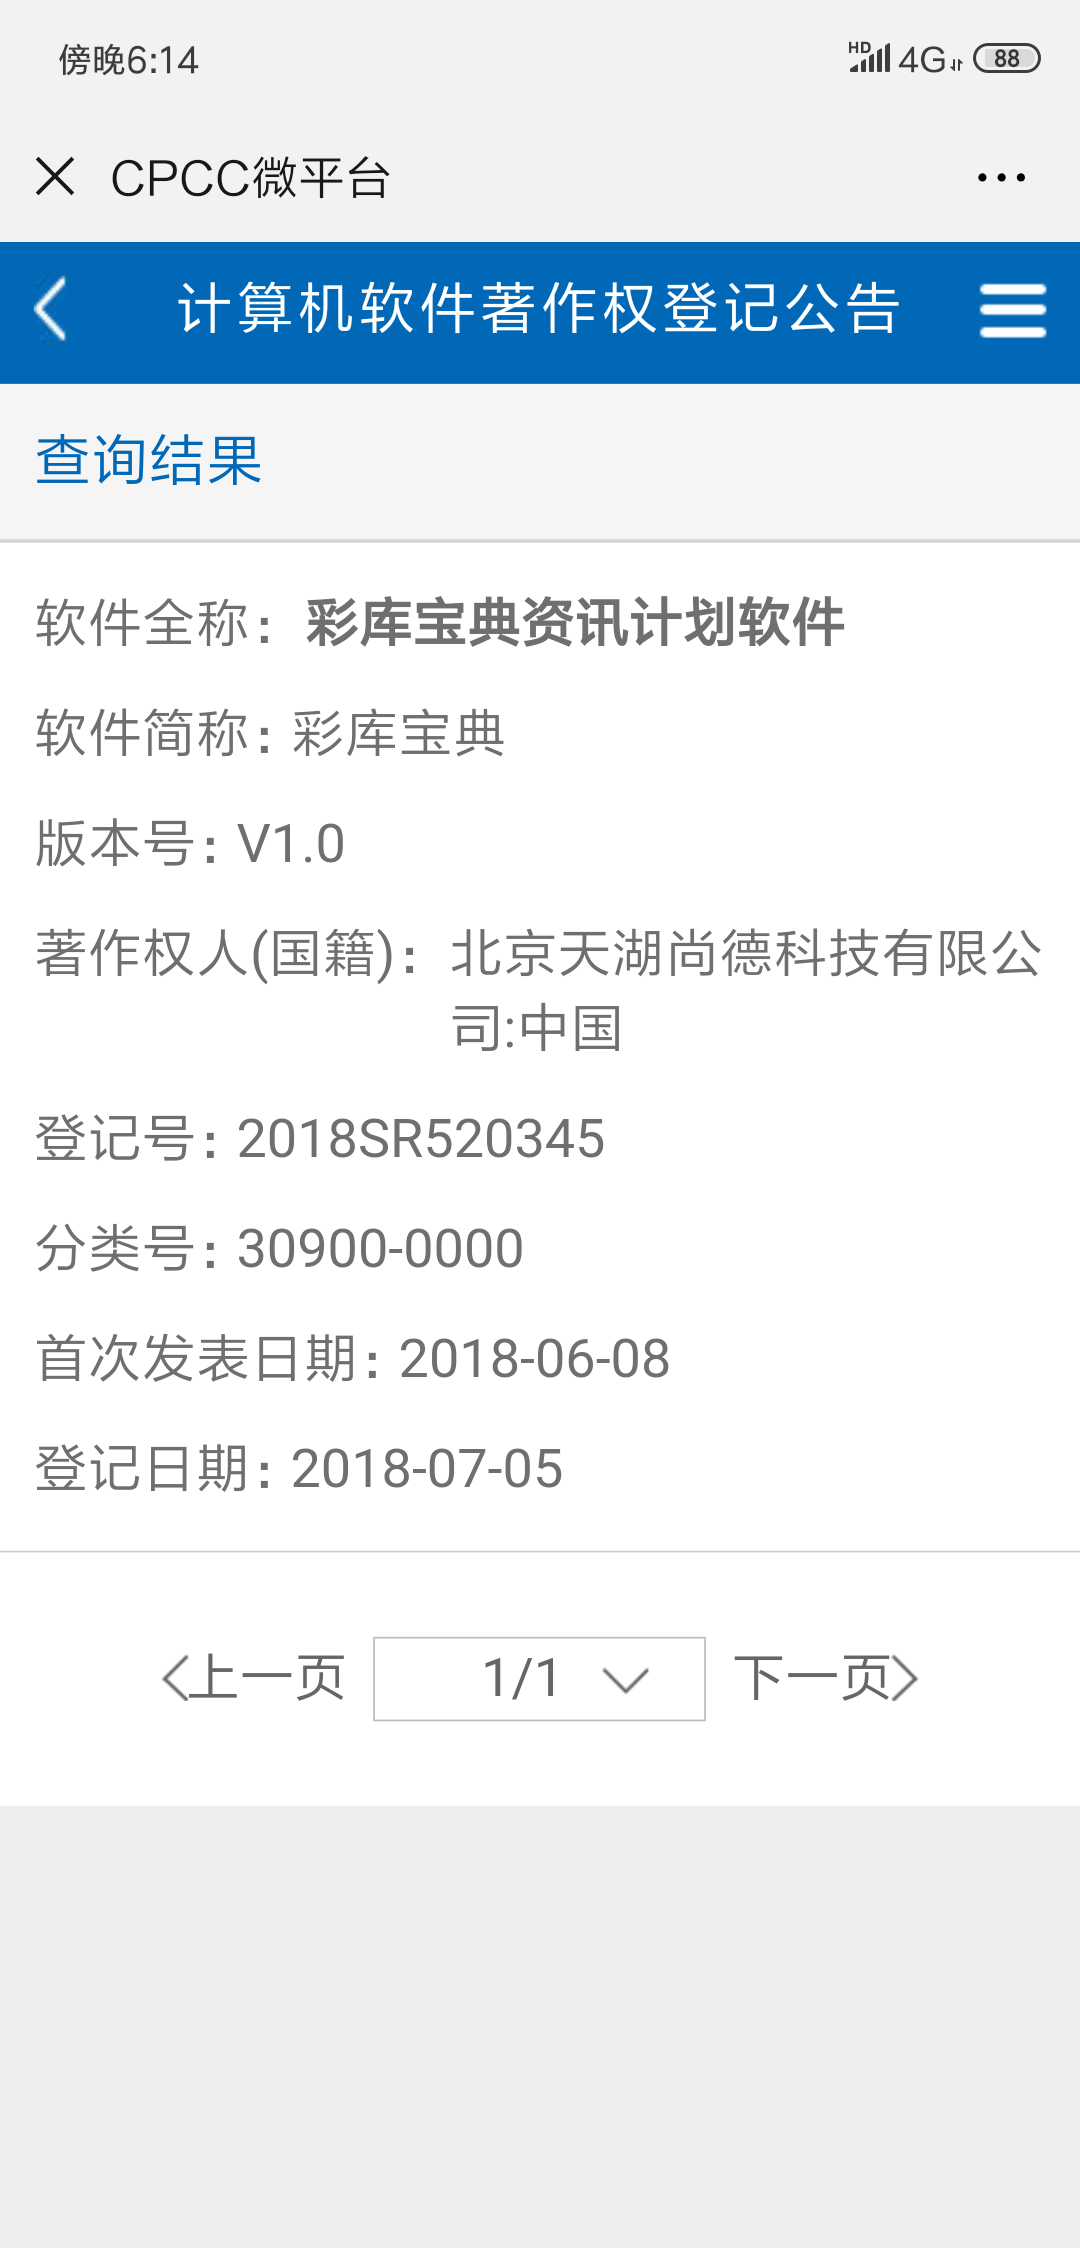 傍晚6:14
HD 4G 88
CPCC微平台
计算机软件著作权登记公告
查询结果
软件全称：彩库宝典资讯计划软件
软件简称：彩库宝典
版本号：V1.0
著作权人(国籍)：北京天湖尚德科技有限公
司:中国
登记号：2018SR520345
分类号：30900-0000
首次发表日期：2018-06-08
登记日期：2018-07-05
上一页 1/1 下一页